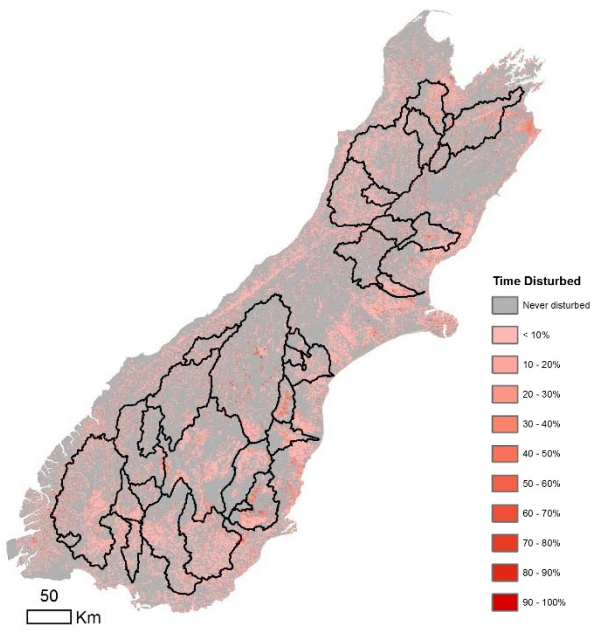 Time Disturbed
Never disturbed
< 10%
10 - 20%
20 - 30%
30 - 40%
40 - 50%
50 - 60%
60 - 70%
70 - 80%
80 - 90%
90 - 100%
50
Km